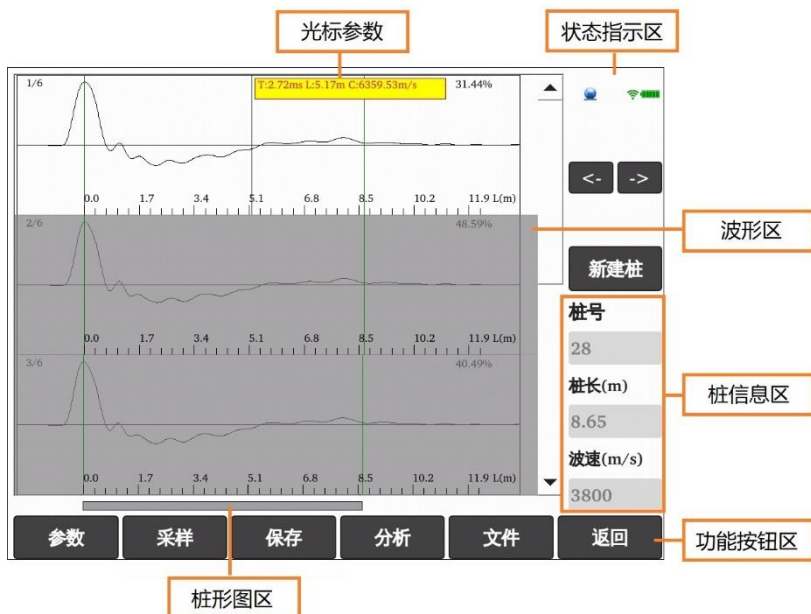 光标参数
状态指示区
1/6
T:2.72ms L:5.17m C:6359.53m/s
31.44%
0.0 1.7 3.4 5.1 6.8 8.5 10.2 11.9 L(m)
<- ->
2/6
48.59%
波形区
新建桩
0.0 1.7 3.4 5.1 6.8 8.5 10.2 11.9 L(m)
桩号
28
3/6
40.49%
桩长(m)
桩信息区
8.65
波速(m/s)
0.0 1.7 3.4 5.1 6.8 8.5 10.2 11.9 L(m)
3800
参数 采样 保存 分析 文件 返回
功能按钮区
桩形图区